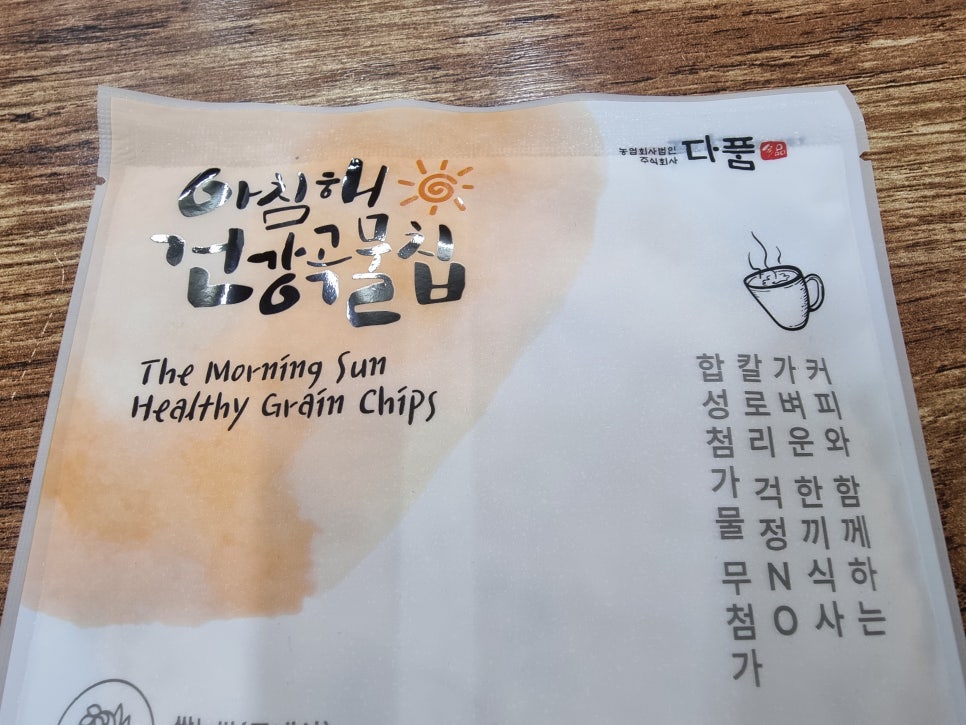 아침해
건강곡물칩
The Morning Sun
Healthy Grain Chips
농업회사법인
주식회사
다품
커피와 함께하는
가벼운 한끼식사
칼로리 걱정 NO
합성첨가물 무첨가